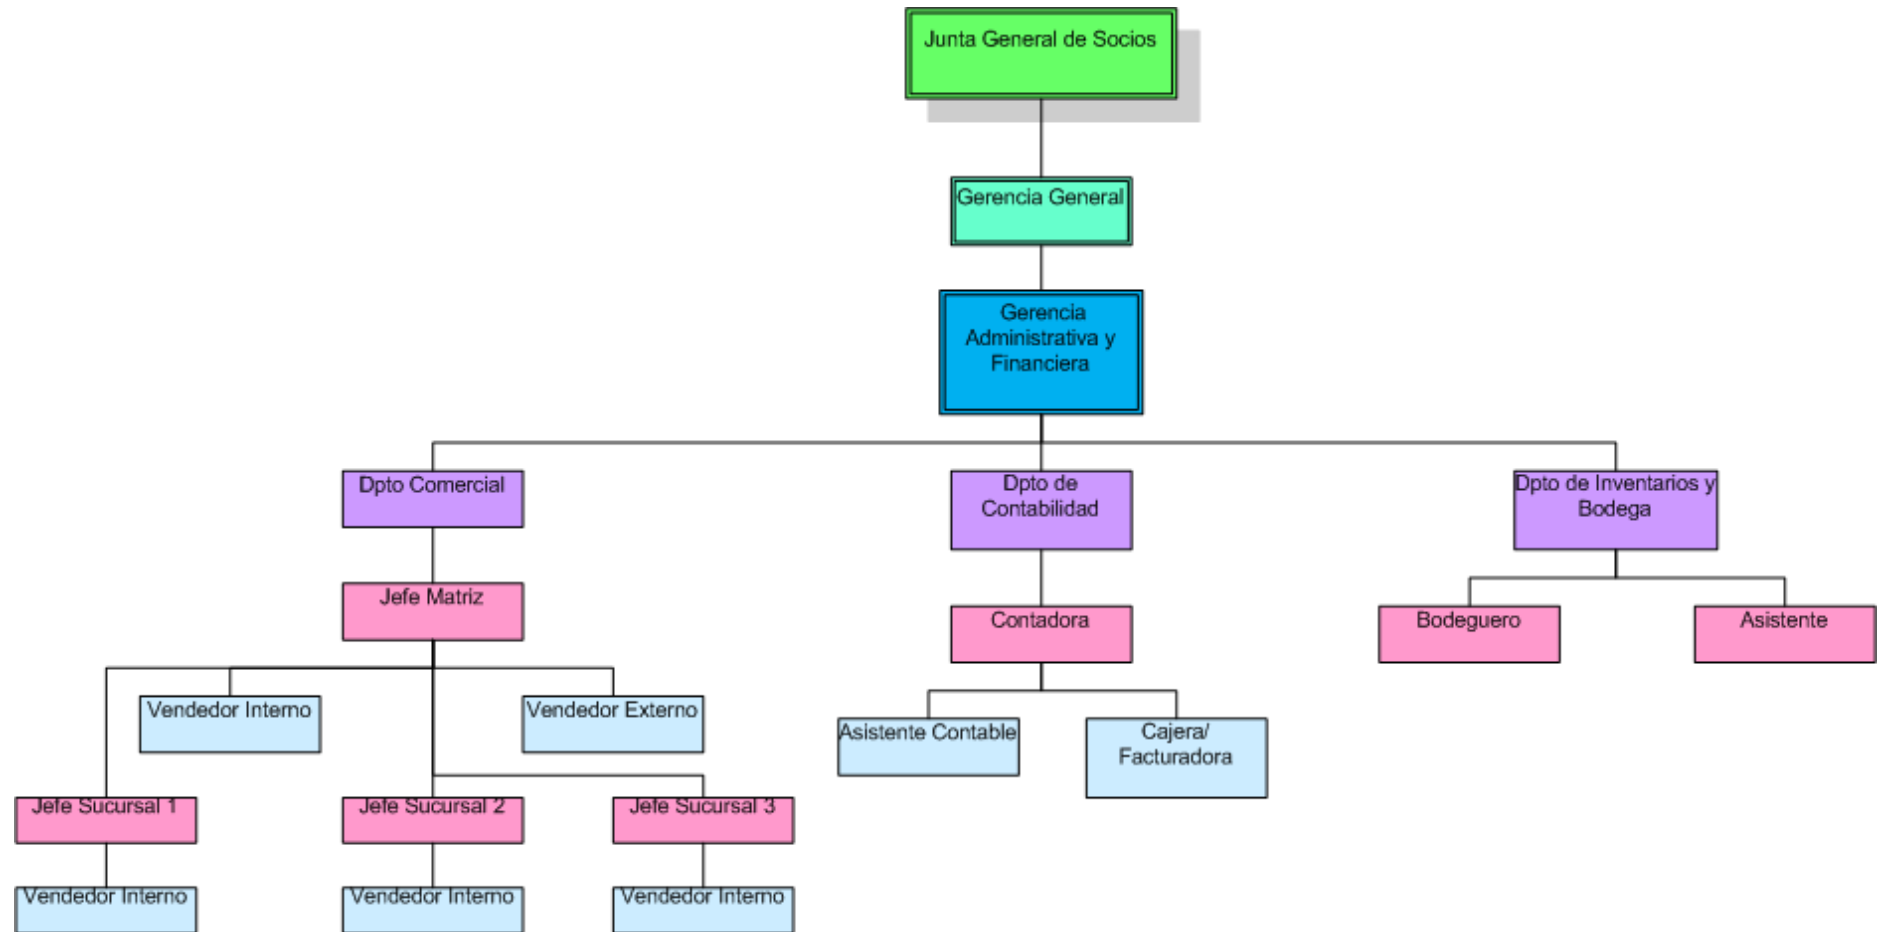 Junta General de Socios
Gerencia General
Gerencia
Administrativa y
Financiera
Dpto Comercial
Dpto de
Contabilidad
Dpto de Inventarios y
Bodega
Jefe Matriz
Contadora
Bodeguero
Asistente
Vendedor Interno
Vendedor Externo
Asistente Contable
Cajera/
Facturadora
Jefe Sucursal 1
Jefe Sucursal 2
Jefe Sucursal 3
Vendedor Interno
Vendedor Interno
Vendedor Interno